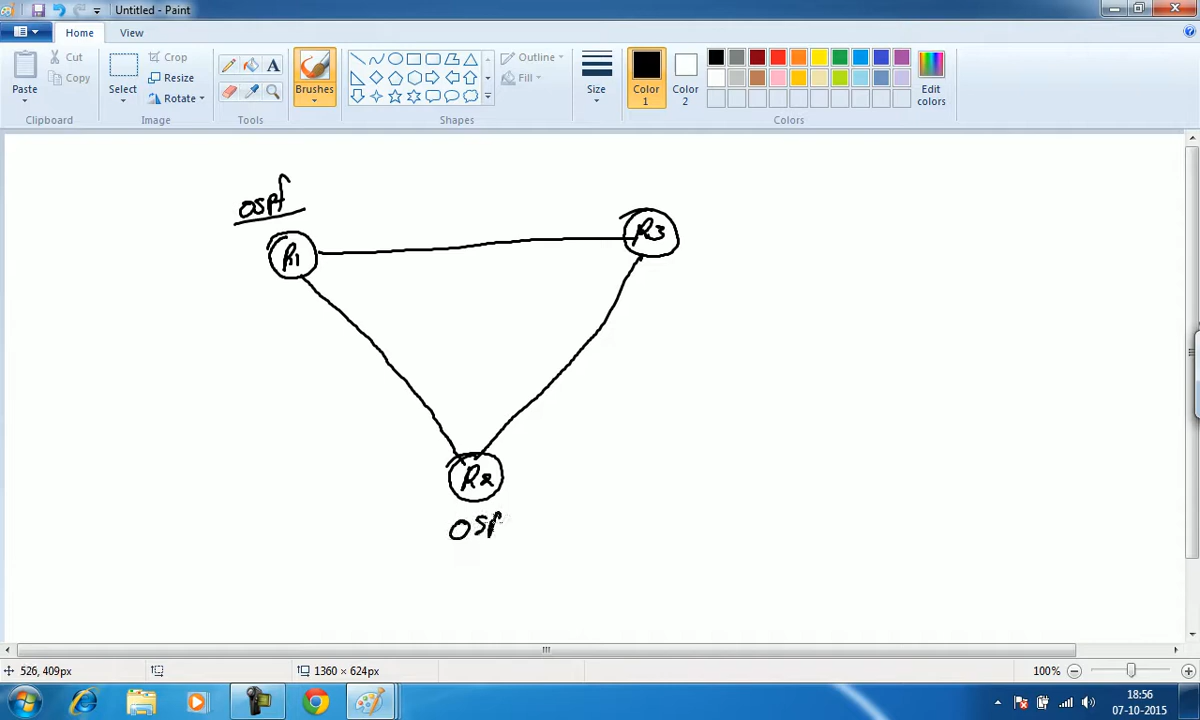 Untitled - Paint
Home
View
Paste
Cut
Copy
Clipboard
Select
Crop
Resize
Rotate
Image
Tools
Brushes
Outline
Fill
Shapes
Size
Color 1
Color 2
Edit colors
Colors
ospf
R1
R3
R2
osp
526, 409px
1360 × 624px
100%
18:56
07-10-2015